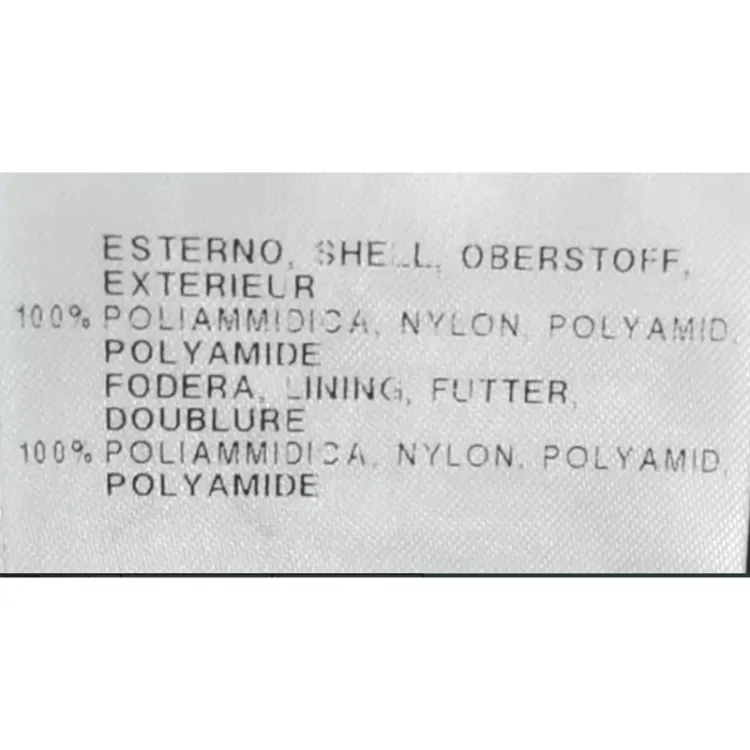 ESTERNO, SHELL, OBERSTOFF,
EXTERIEUR
100% POLIAMMIDICA, NYLON, POLYAMID,
POLYAMIDE
FODERA, LINING, FUTTER,
DOUBLURE
100% POLIAMMIDICA, NYLON, POLYAMID,
POLYAMIDE